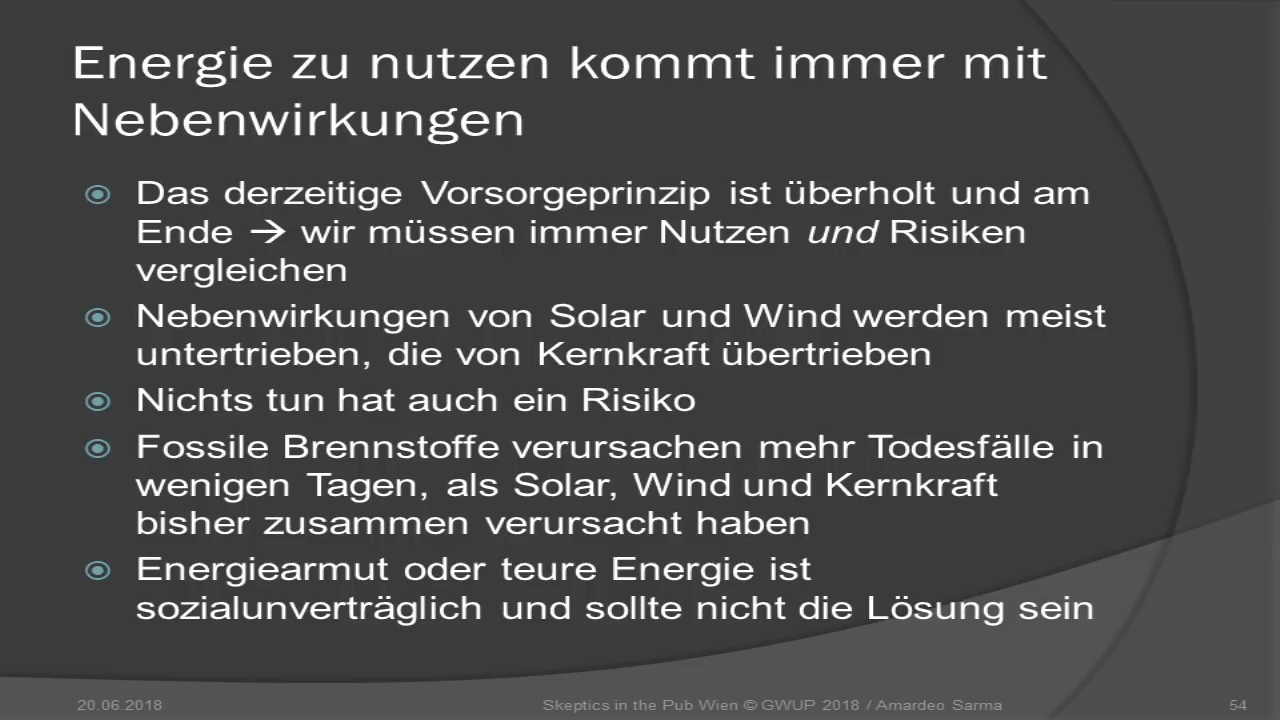 Energie zu nutzen kommt immer mit
Nebenwirkungen
Das derzeitige Vorsorgeprinzip ist überholt und am
Ende → wir müssen immer Nutzen und Risiken
vergleichen
Nebenwirkungen von Solar und Wind werden meist
untertrieben, die von Kernkraft übertrieben
Nichts tun hat auch ein Risiko
Fossile Brennstoffe verursachen mehr Todesfälle in
wenigen Tagen, als Solar, Wind und Kernkraft
bisher zusammen verursacht haben
Energiearmut oder teure Energie ist
sozialunverträglich und sollte nicht die Lösung sein
20.06.2018 Skeptics in the Pub Wien © GWUP 2018 / Amardeo Sarma 54